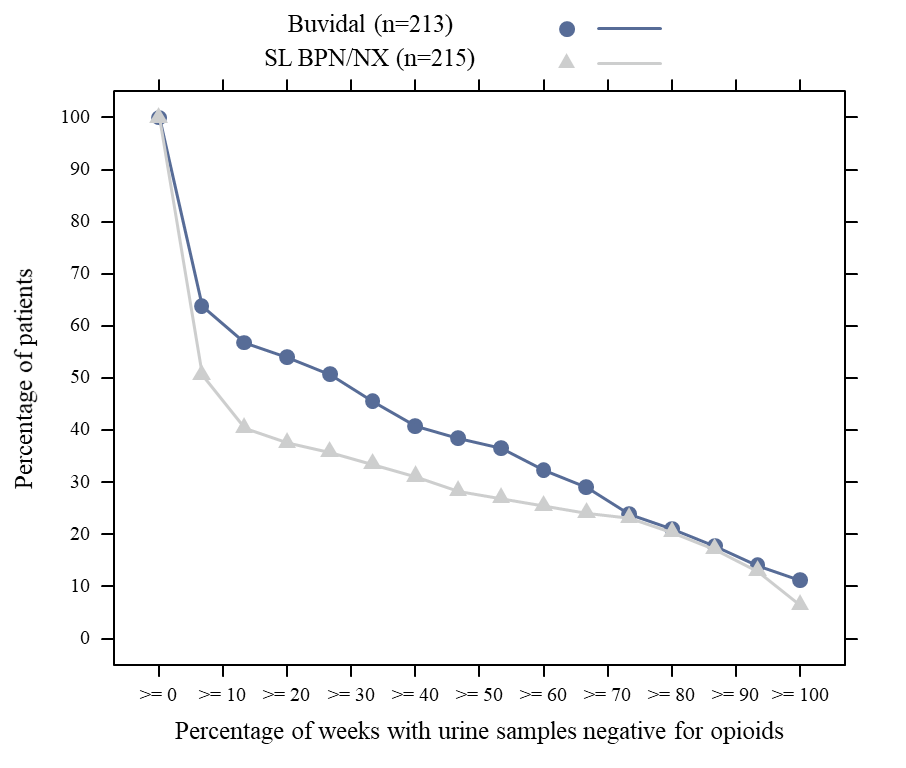 Buvidal (n=213)
SL BPN/NX (n=215)
100
90
80
70
60
50
40
30
20
10
0
Percentage of patients
>= 0 >= 10 >= 20 >= 30 >= 40 >= 50 >= 60 >= 70 >= 80 >= 90 >= 100
Percentage of weeks with urine samples negative for opioids